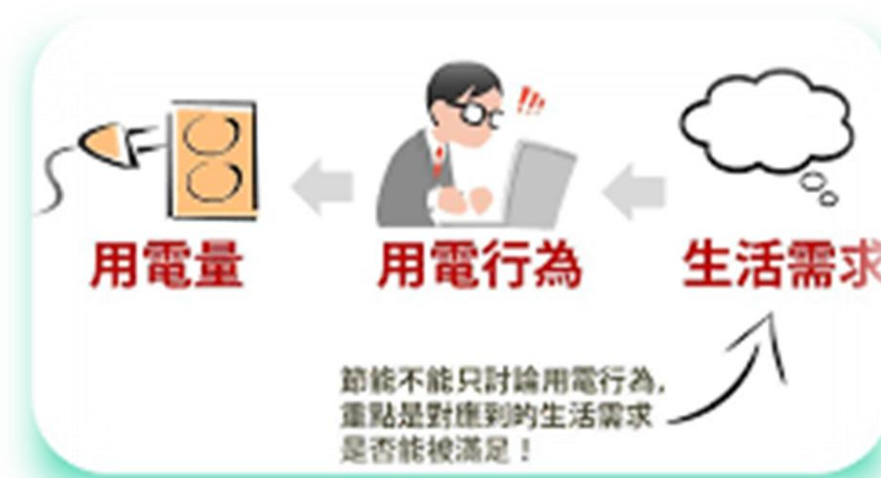 用電量
用電行為
生活需求
節能不能只討論用電行為,
重點是對應到的生活需求
是否能被滿足！